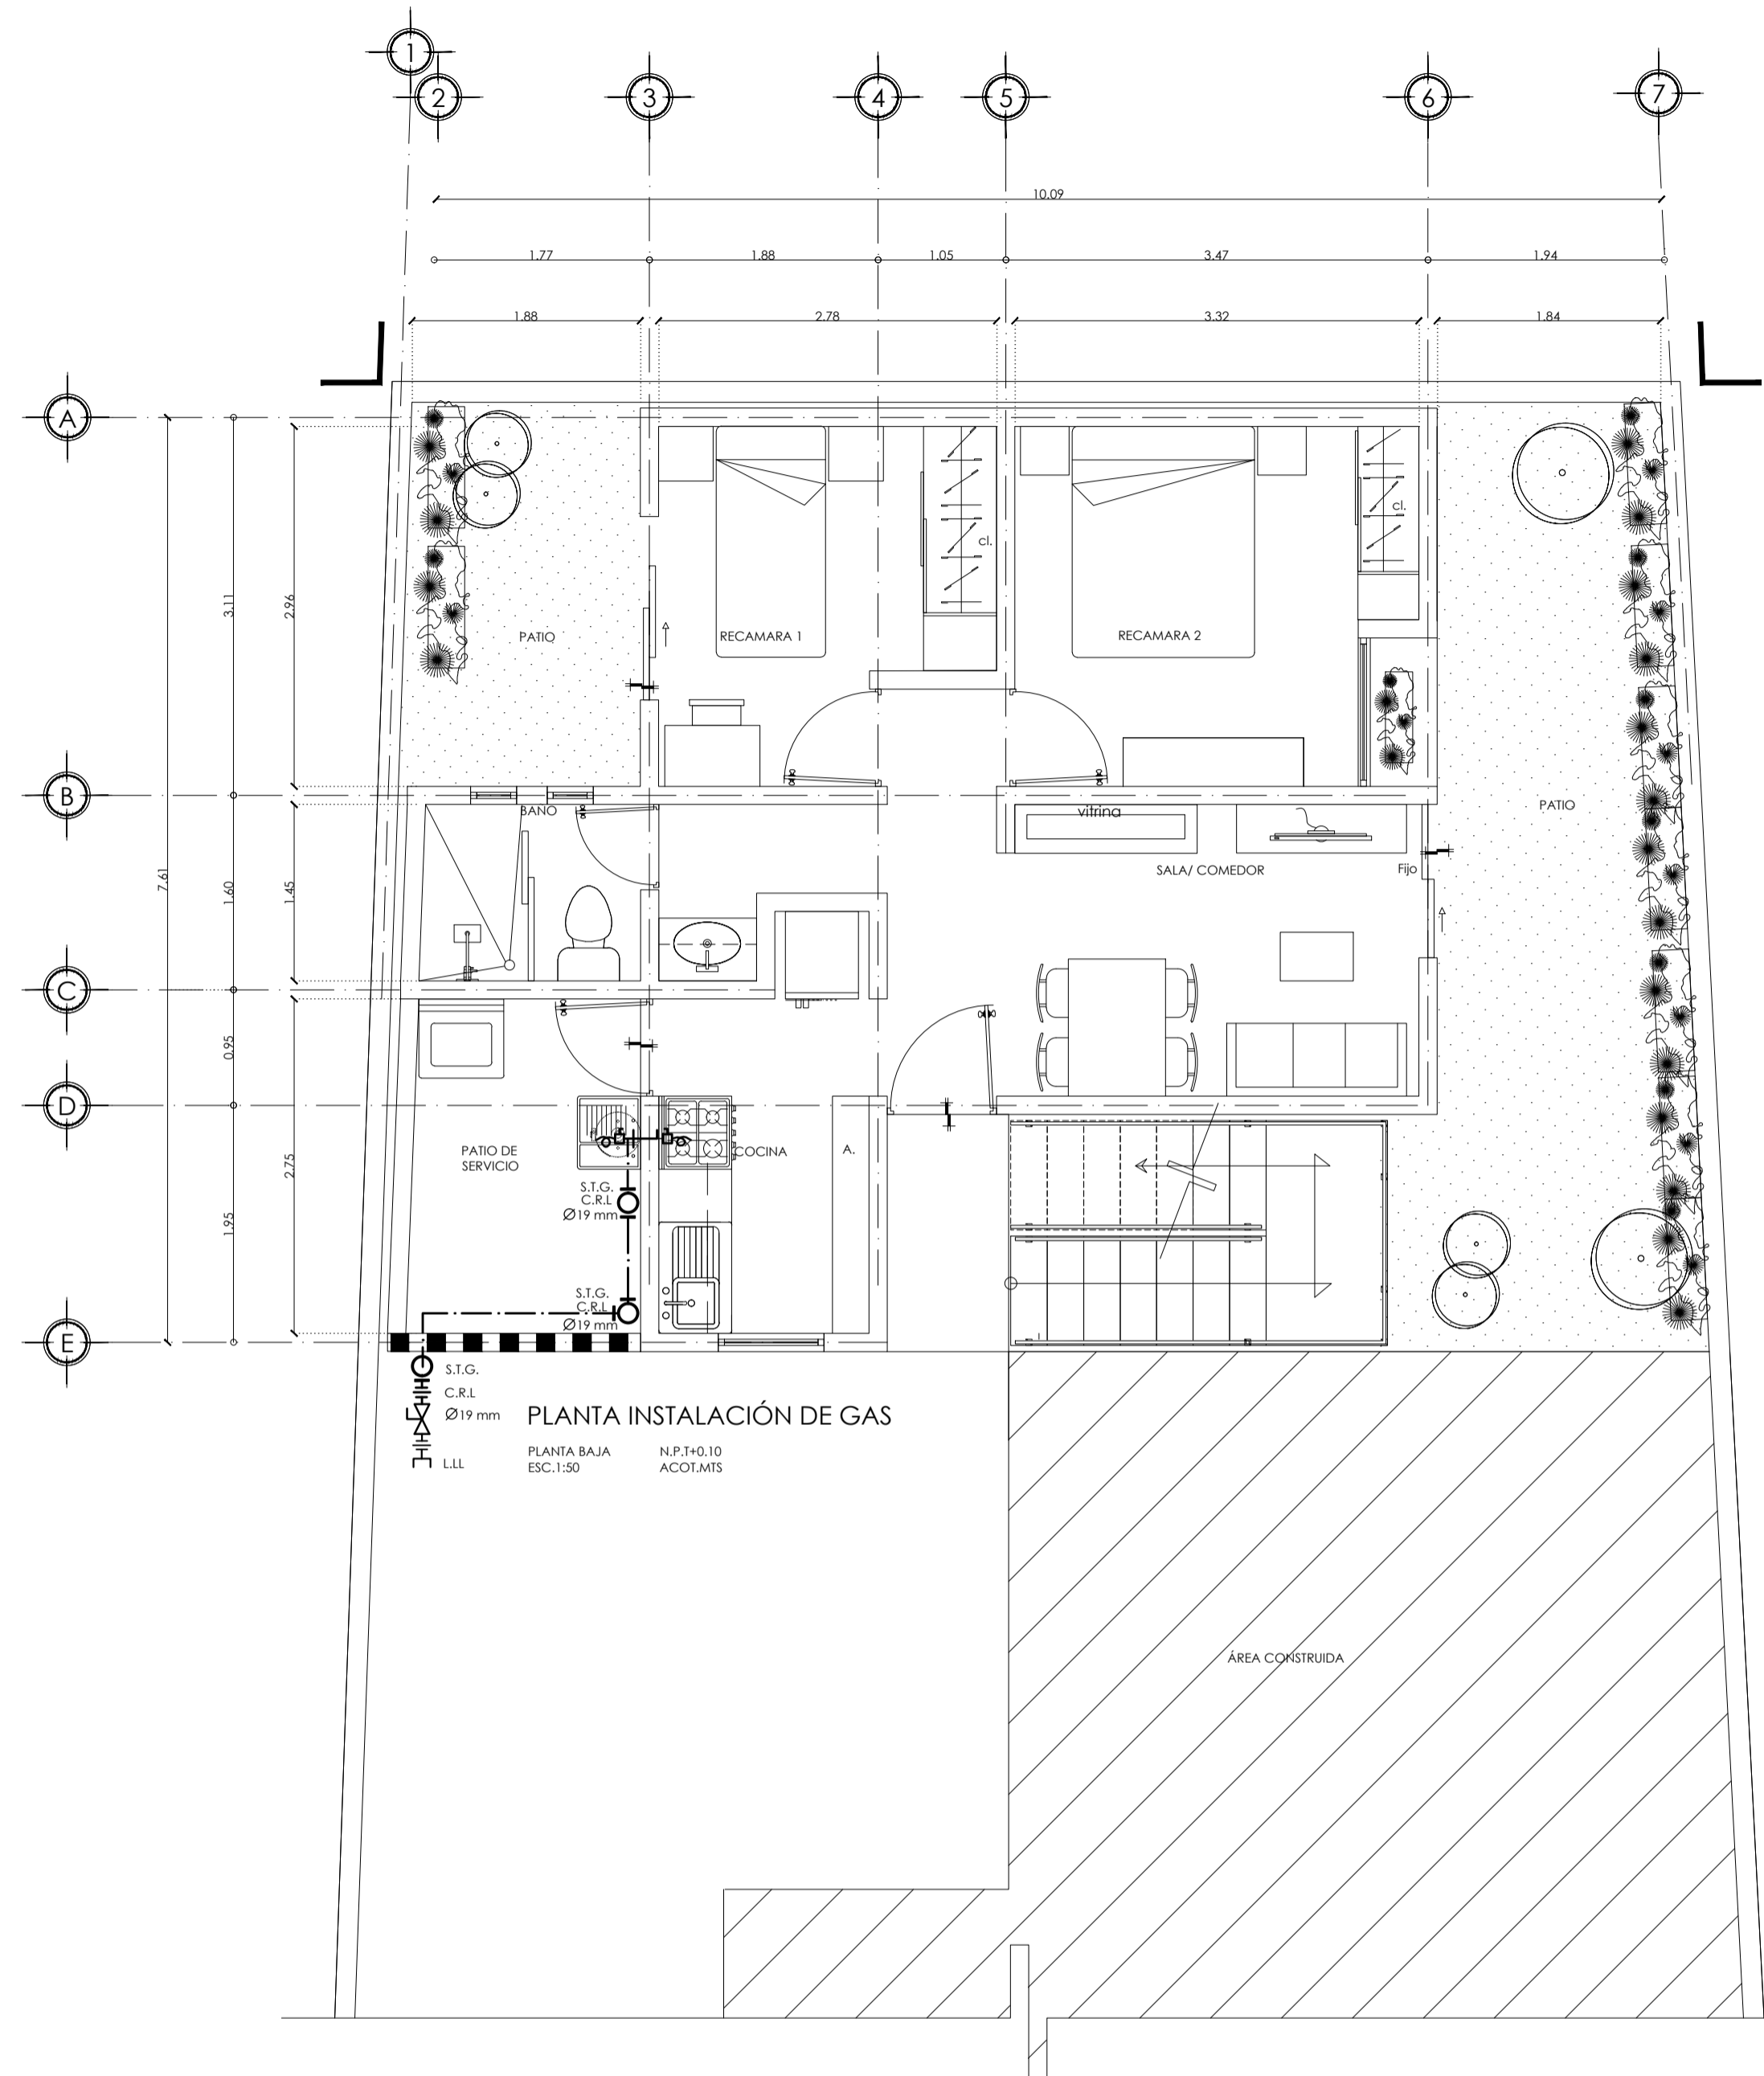 1
2
3
4
5
6
7
10.09
1.77
1.88
1.05
3.47
1.94
1.88
2.78
3.32
1.84
A
B
C
D
E
7.61
3.11
1.60
0.95
1.95
2.96
1.45
2.75
cl.
cl.
PATIO
RECAMARA 1
RECAMARA 2
BAÑO
vitrina
PATIO
SALA/ COMEDOR
Fijo
PATIO DE
SERVICIO
COCINA
A.
S.T.G.
C.R.L
Ø19 mm
S.T.G.
C.R.L
Ø19 mm
S.T.G.
C.R.L
Ø19 mm
L.LL
PLANTA INSTALACIÓN DE GAS
PLANTA BAJA
N.P.T+0.10
ESC.1:50
ACOT.MTS
ÁREA CONSTRUIDA